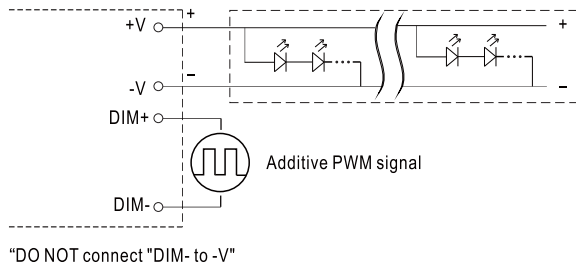 +V
+
+
-V
−
−
DIM+
Additive PWM signal
DIM-
“DO NOT connect "DIM- to -V"